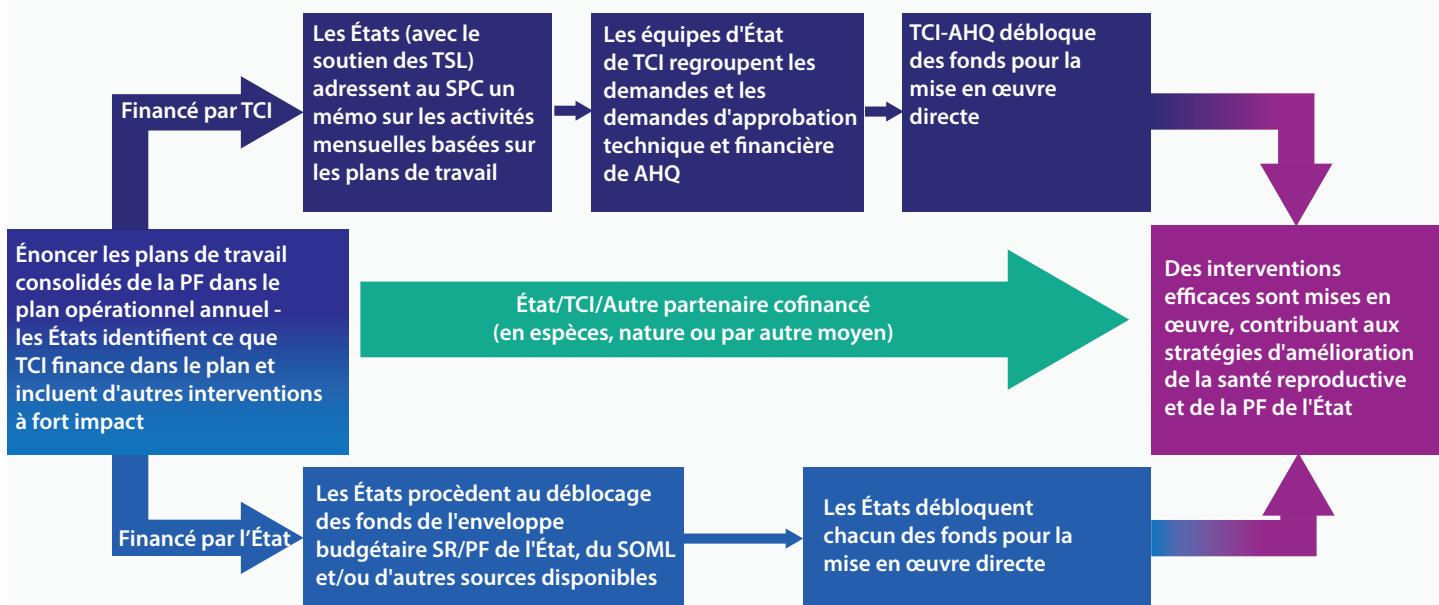 Financé par TCI
Les États (avec le
soutien des TSL)
adressent au SPC un
mémo sur les activités
mensuelles basées sur
les plans de travail
Les équipes d'État
de TCI regroupent les
demandes et les
demandes d'approbation
technique et financière
de AHQ
TCI-AHQ débloque
des fonds pour la
mise en œuvre
directe
Énoncer les plans de travail
consolidés de la PF dans le
plan opérationnel annuel -
les États identifient ce que
TCI finance dans le plan et
incluent d'autres interventions
à fort impact
État/TCI/Autre partenaire cofinancé
(en espèces, nature ou par autre moyen)
Des interventions
efficaces sont mises en
œuvre, contribuant aux
stratégies d'amélioration
de la santé reproductive
et de la PF de l'État
Financé par l’État
Les États procèdent au déblocage
des fonds de l'enveloppe
budgétaire SR/PF de l'État, du SOML
et/ou d'autres sources disponibles
Les États débloquent
chacun des fonds pour la
mise en œuvre directe